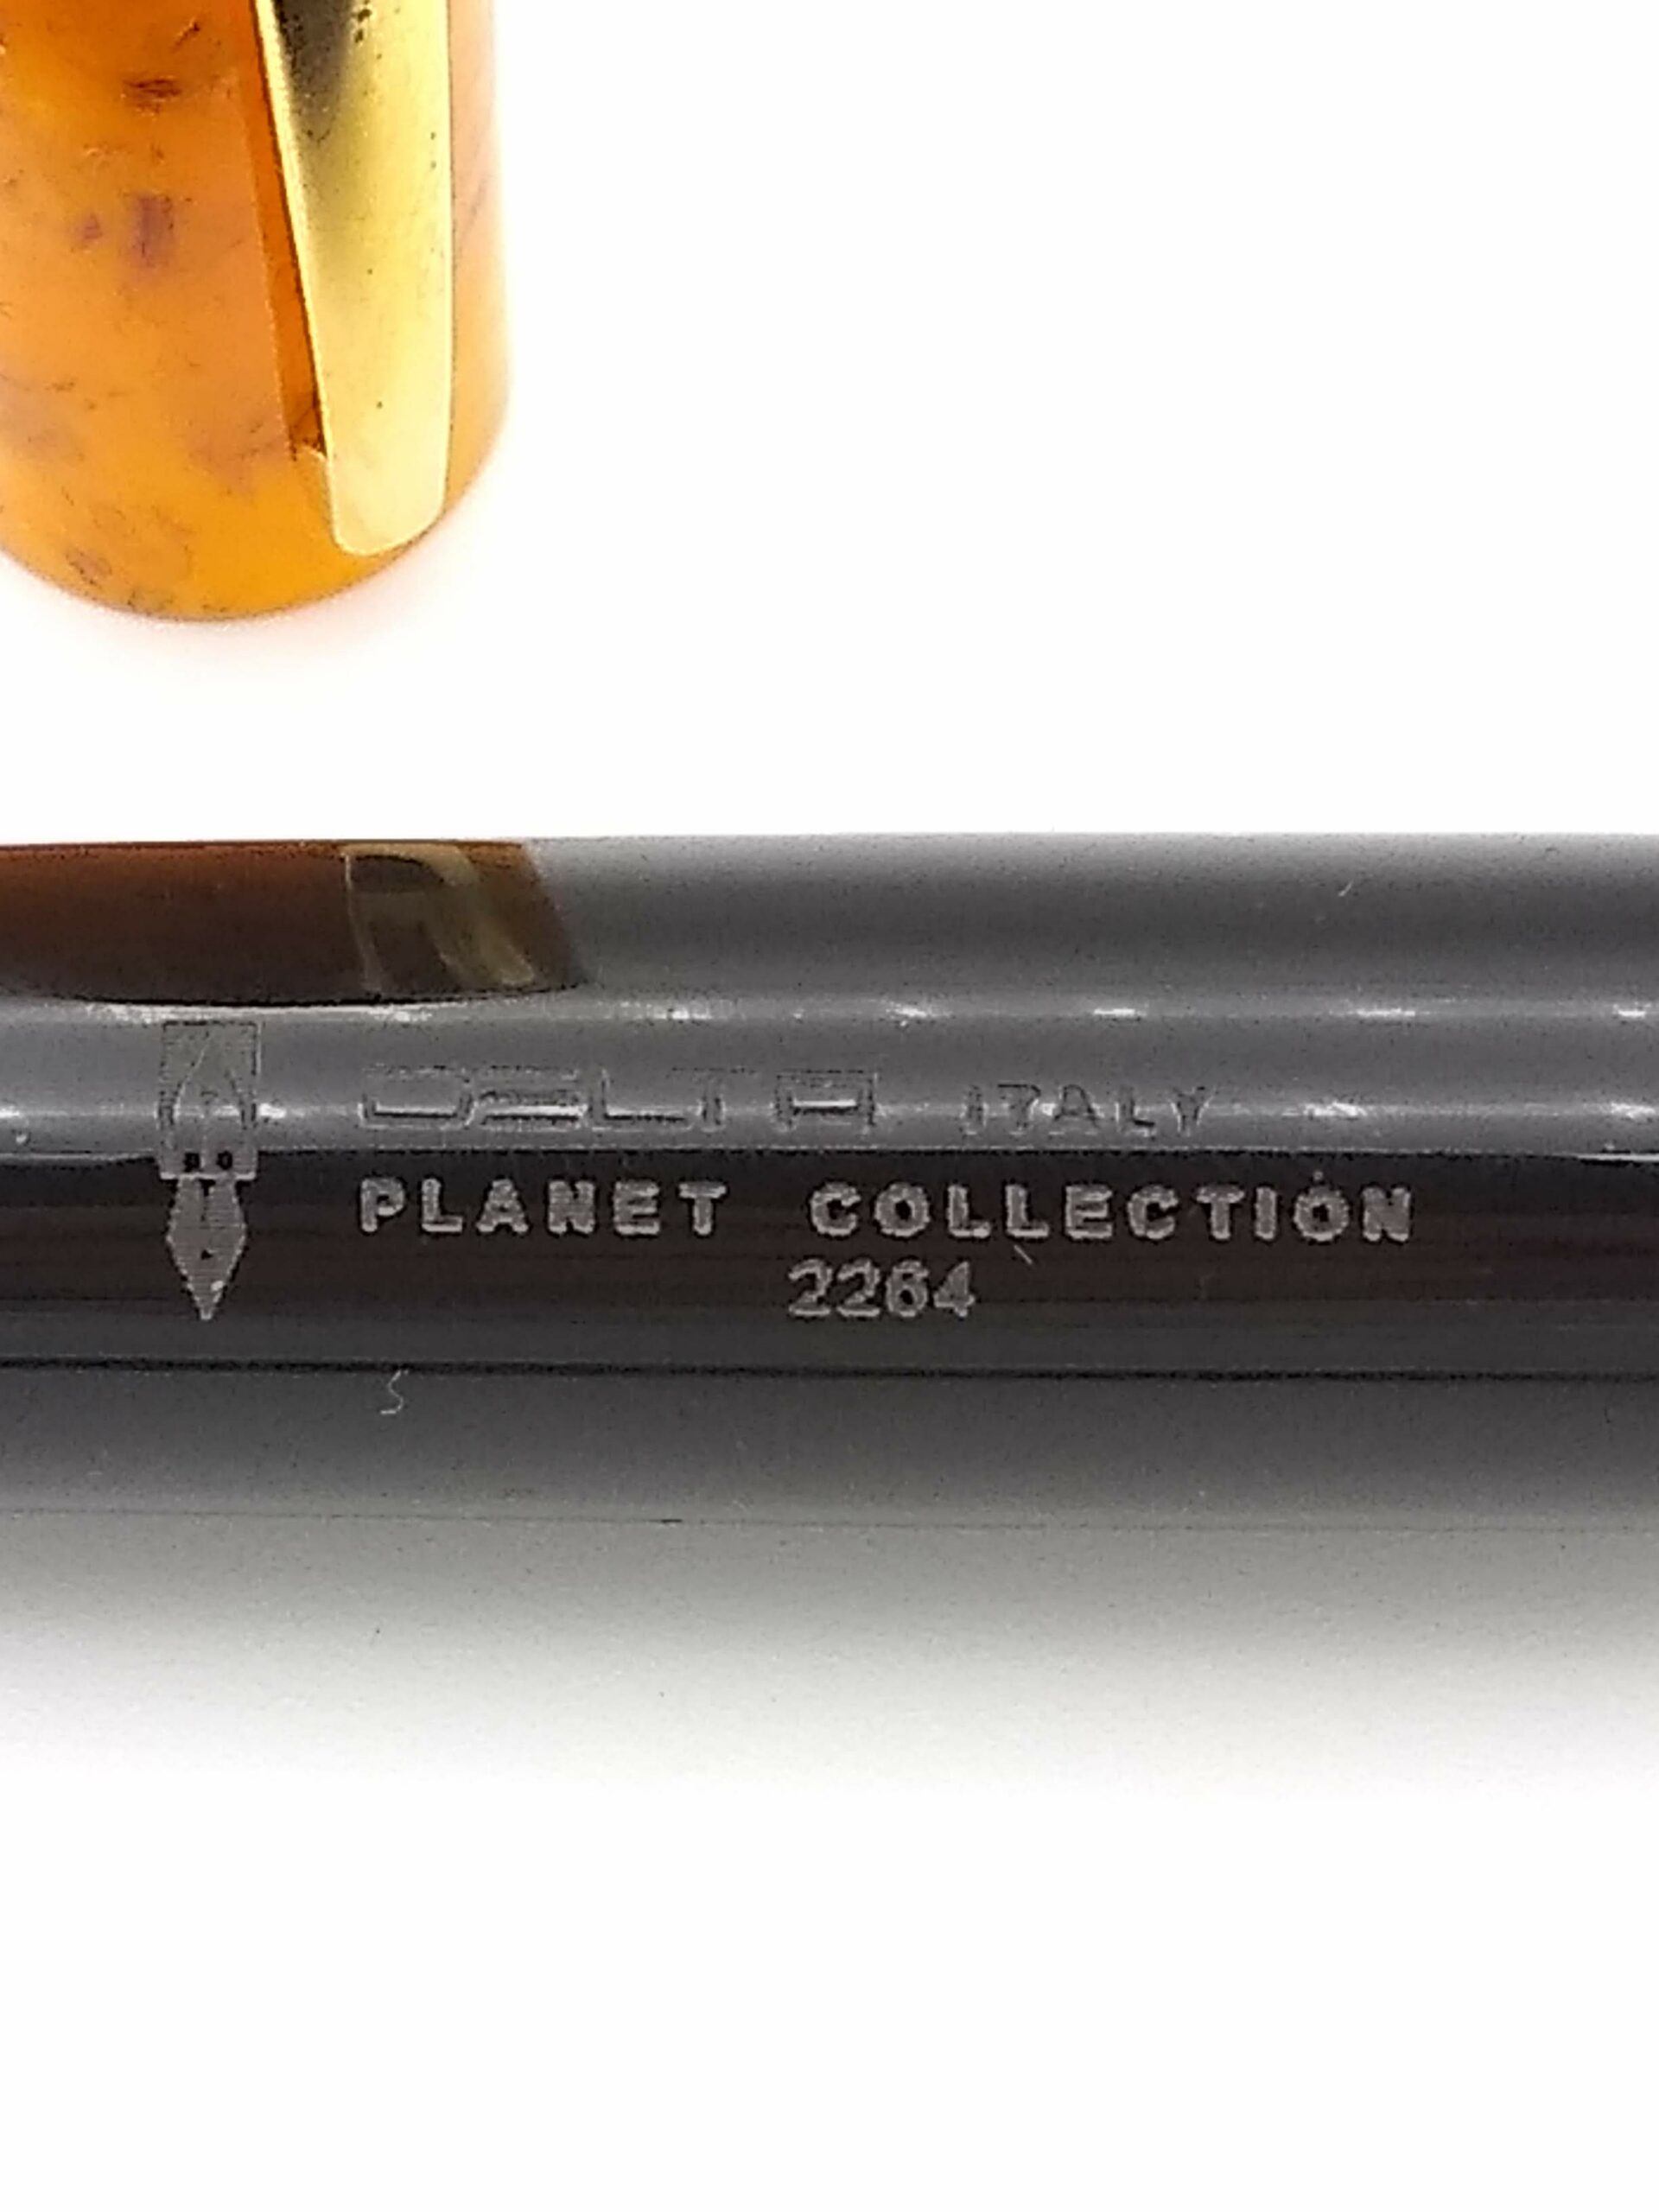 DELTA ITALY
PLANET COLLECTION
2264